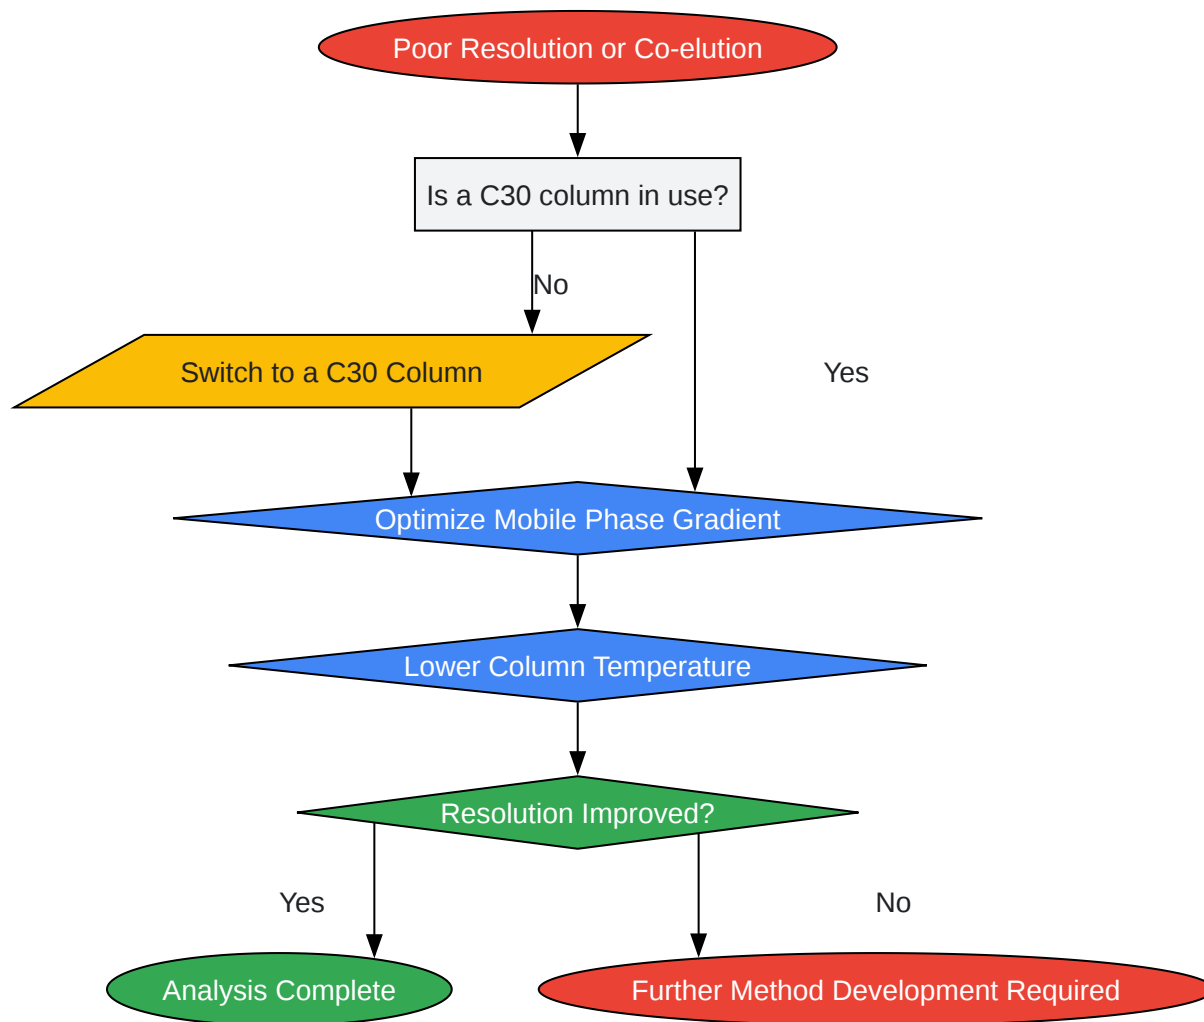 Poor Resolution or Co-elution
Is a C30 column in use?
No
Switch to a C30 Column
Yes
Optimize Mobile Phase Gradient
Lower Column Temperature
Resolution Improved?
Yes
No
Analysis Complete
Further Method Development Required